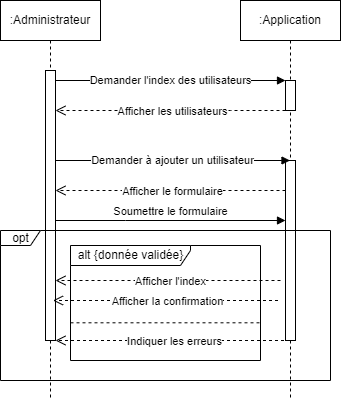 :Administrateur
:Application
Demander l'index des utilisateurs
Afficher les utilisateurs
Demander à ajouter un utilisateur
Afficher le formulaire
Soumettre le formulaire
opt
alt {donnée validée}
Afficher l'index
Afficher la confirmation
Indiquer les erreurs